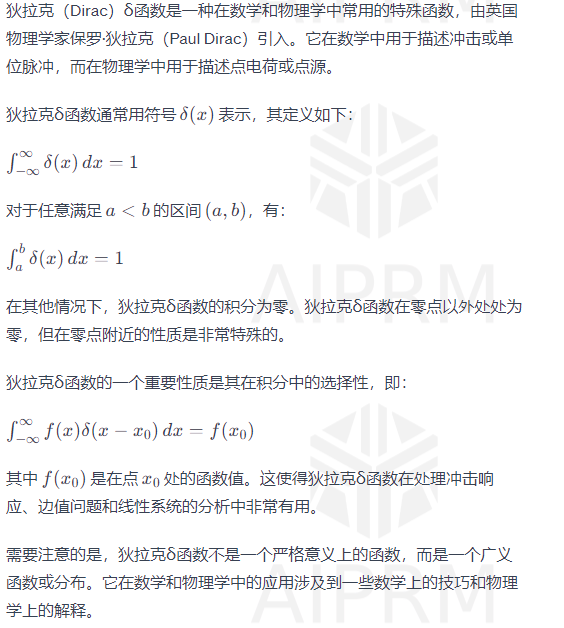 狄拉克（Dirac）δ函数是一种在数学和物理学中常用的特殊函数，由英国
物理学家保罗·狄拉克（Paul Dirac）引入。它在数学中用于描述冲击或单
位脉冲，而在物理学中用于描述点电荷或点源。
狄拉克δ函数通常用符号 δ(x) 表示，其定义如下：
∫_{-∞}^{∞} δ(x) dx = 1
对于任意满足 a < b 的区间 (a, b)，有：
∫_a^b δ(x) dx = 1
在其他情况下，狄拉克δ函数的积分为零。狄拉克δ函数在零点以外处处为
零，但在零点附近的性质是非常特殊的。
狄拉克δ函数的一个重要性质是其在积分中的选择性，即：
∫_{-∞}^{∞} f(x)δ(x − x₀) dx = f(x₀)
其中 f(x₀) 是在点 x₀ 处的函数值。这使得狄拉克δ函数在处理冲击响
应、边值问题和线性系统的分析中非常有用。
需要注意的是，狄拉克δ函数不是一个严格意义上的函数，而是一个广义
函数或分布。它在数学和物理学中的应用涉及到一些数学上的技巧和物理
学上的解释。
AIPRM
AIPRM